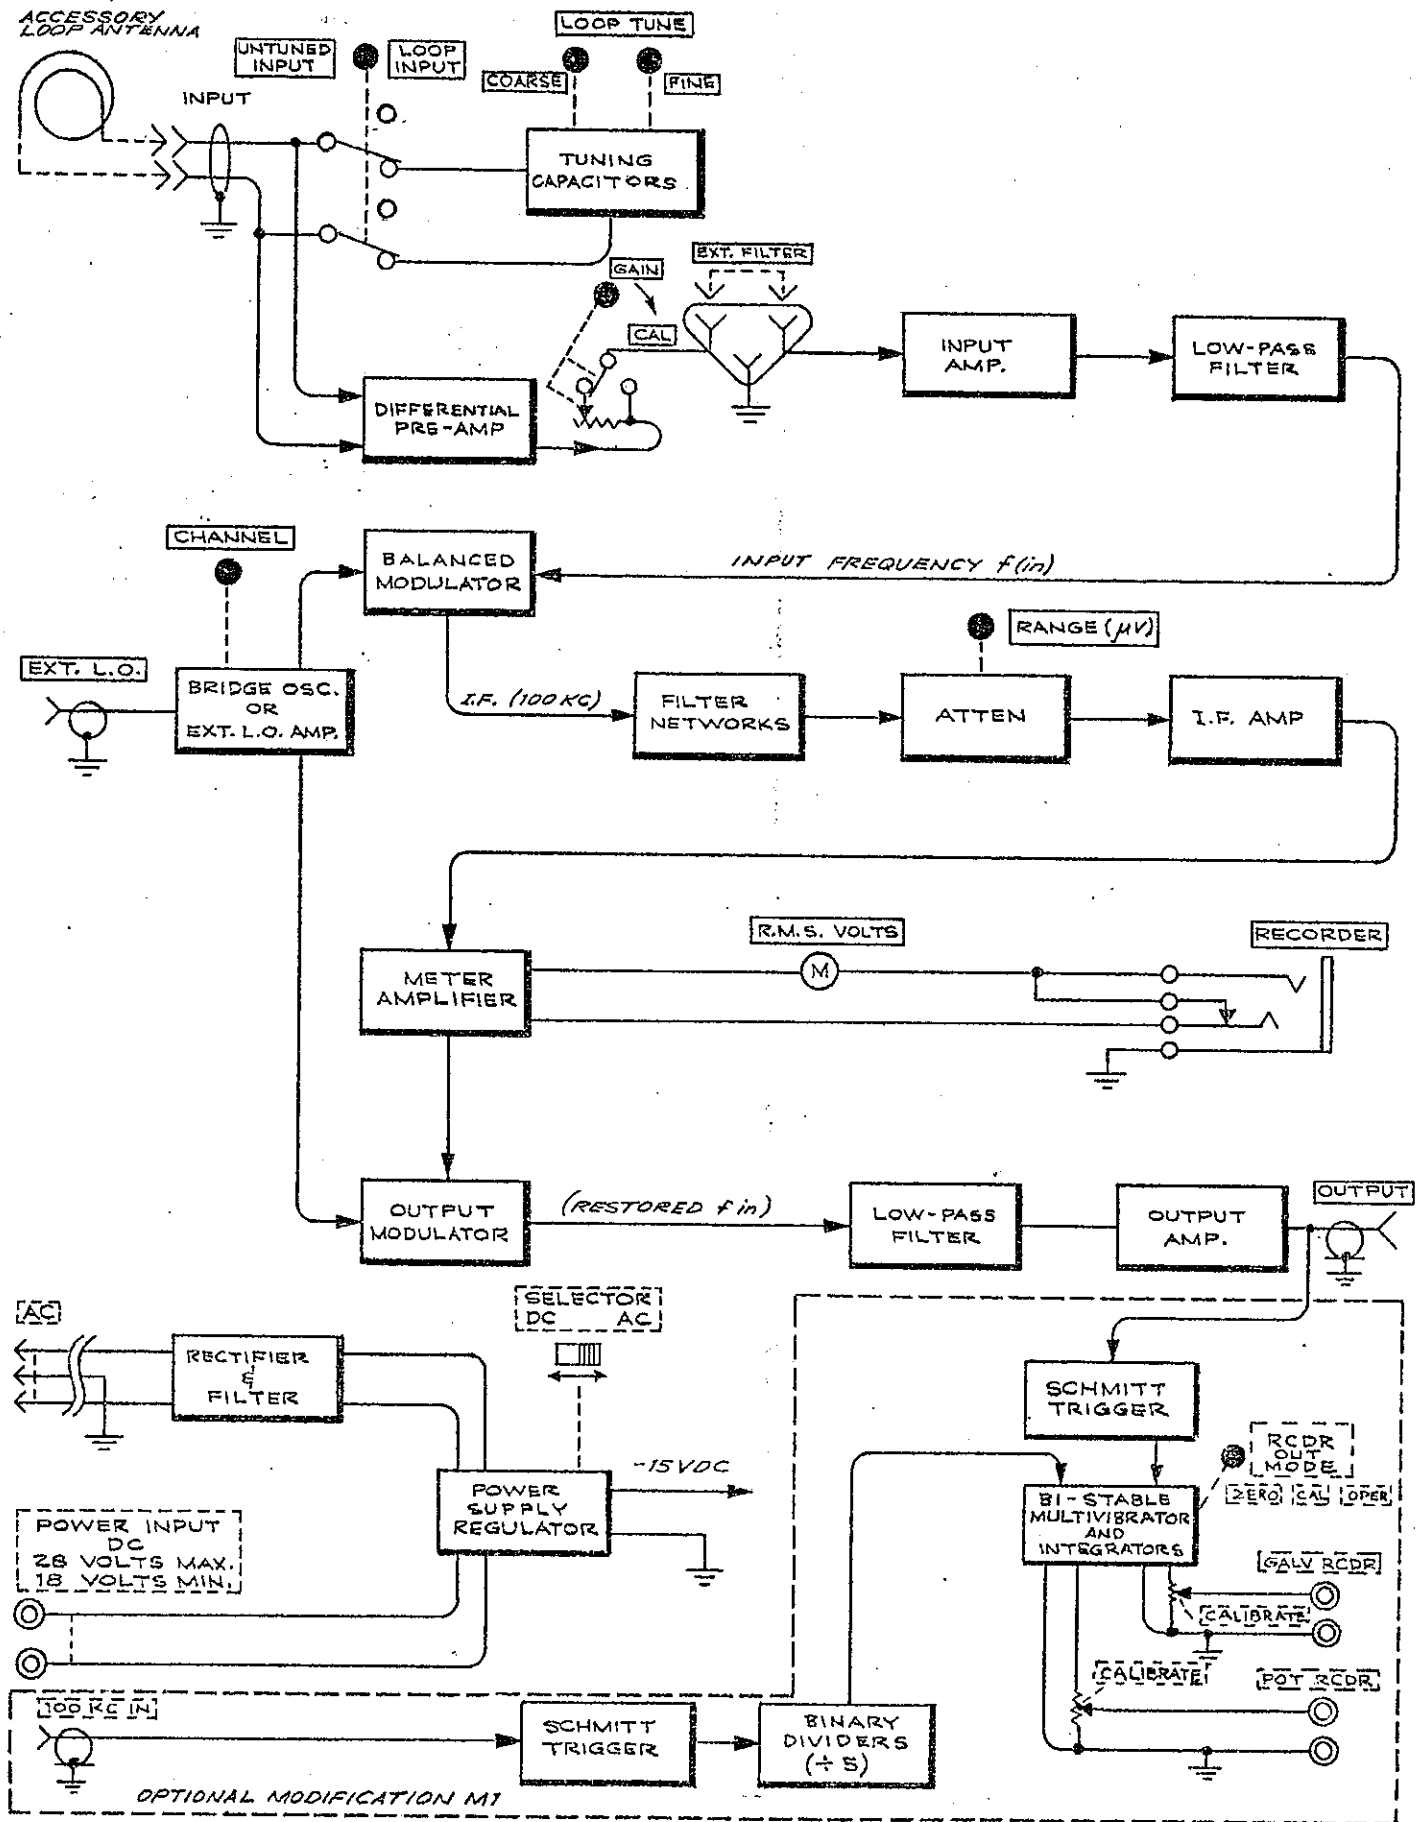 ACCESSORY
LOOP ANTENNA
UNTUNED
INPUT
LOOP
INPUT
LOOP TUNE
COARSE
FINE
INPUT
TUNING
CAPACITORS
GAIN
CAL
EXT. FILTER
INPUT
AMP.
LOW-PASS
FILTER
DIFFERENTIAL
PRE-AMP
CHANNEL
BALANCED
MODULATOR
INPUT FREQUENCY f(in)
RANGE (μV)
EXT. L.O.
BRIDGE OSC.
OR
EXT. L.O. AMP.
I.F. (100 KC)
FILTER
NETWORKS
ATTEN
I.F. AMP
R.M.S. VOLTS
RECORDER
METER
AMPLIFIER
M
OUTPUT
MODULATOR
(RESTORED f in)
LOW-PASS
FILTER
OUTPUT
AMP.
OUTPUT
AC
RECTIFIER
&
FILTER
SELECTOR
DC AC
SCHMITT
TRIGGER
-15 VDC
POWER
SUPPLY
REGULATOR
RCDR
OUT
MODE
ZERO CAL OPER
BI-STABLE
MULTIVIBRATOR
AND
INTEGRATORS
POWER INPUT
DC
28 VOLTS MAX.
18 VOLTS MIN.
GALV RCDR
CALIBRATE
CALIBRATE
POT RCDR
100 KC IN
SCHMITT
TRIGGER
BINARY
DIVIDERS
(÷ 5)
OPTIONAL MODIFICATION M1